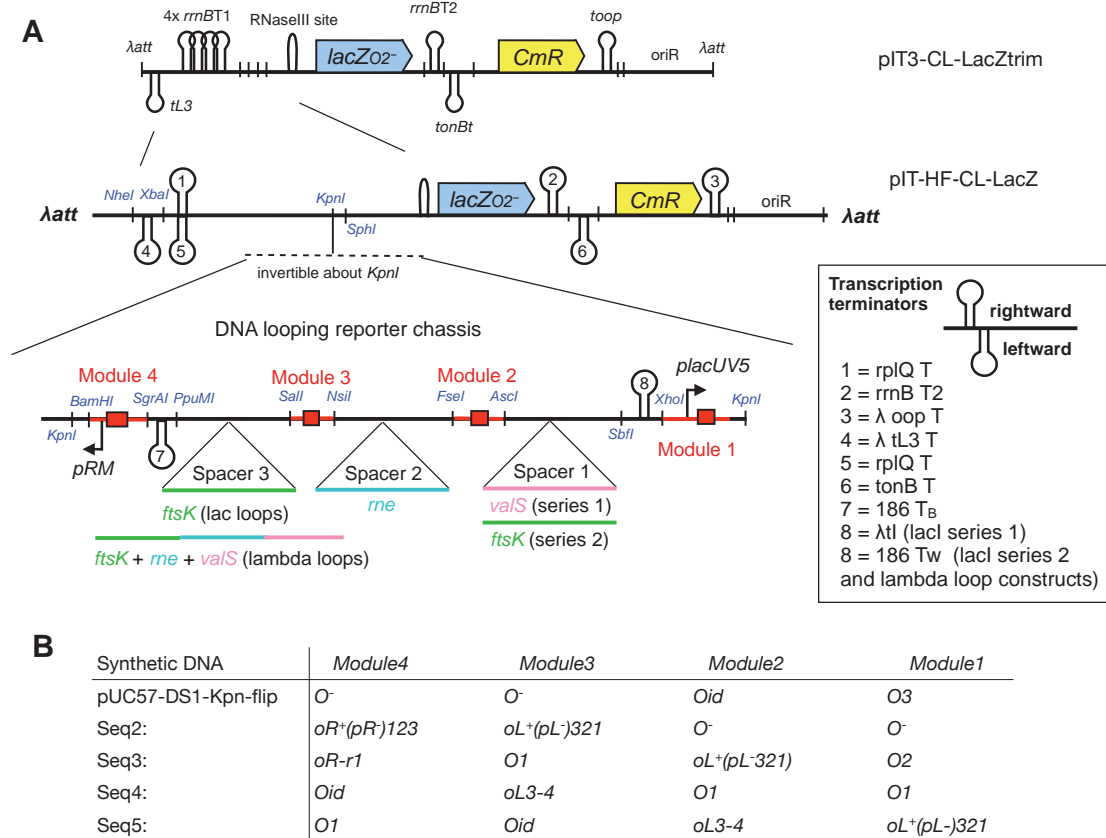 A
4x rrnBT1
RNaseIII site
rrnBT2
toop
λatt
lacZO2⁻
CmR
oriR
λatt
pIT3-CL-LacZtrim
tL3
tonBt
NheI
XbaI
1
KpnI
SphI
lacZO2⁻
2
CmR
3
oriR
pIT-HF-CL-LacZ
λatt
λatt
4
5
6
invertible about KpnI
DNA looping reporter chassis
Module 4
Module 3
Module 2
placUV5
8
BamHI
SgrAI
PpuMI
SalI
NsiI
FseI
AscI
XhoI
KpnI
KpnI
SbfI
Module 1
pRM
7
Spacer 3
Spacer 2
Spacer 1
ftsK (lac loops)
rne
valS (series 1)
ftsK (series 2)
ftsK + rne + valS (lambda loops)
Transcription
terminators
rightward
leftward
1 = rplQ T
2 = rrnB T2
3 = λ oop T
4 = λ tL3 T
5 = rplQ T
6 = tonB T
7 = 186 T_B
8 = λtI (lacI series 1)
8 = 186 Tw (lacI series 2
and lambda loop constructs)
B
Synthetic DNA Module4 Module3 Module2 Module1
pUC57-DS1-Kpn-flip O⁻ O⁻ Oid O3
Seq2: oR⁺(pR⁻)123 oL⁺(pL⁻)321 O⁻ O⁻
Seq3: oR-r1 O1 oL⁺(pL⁻321) O2
Seq4: Oid oL3-4 O1 O1
Seq5: O1 Oid oL3-4 oL⁺(pL-)321